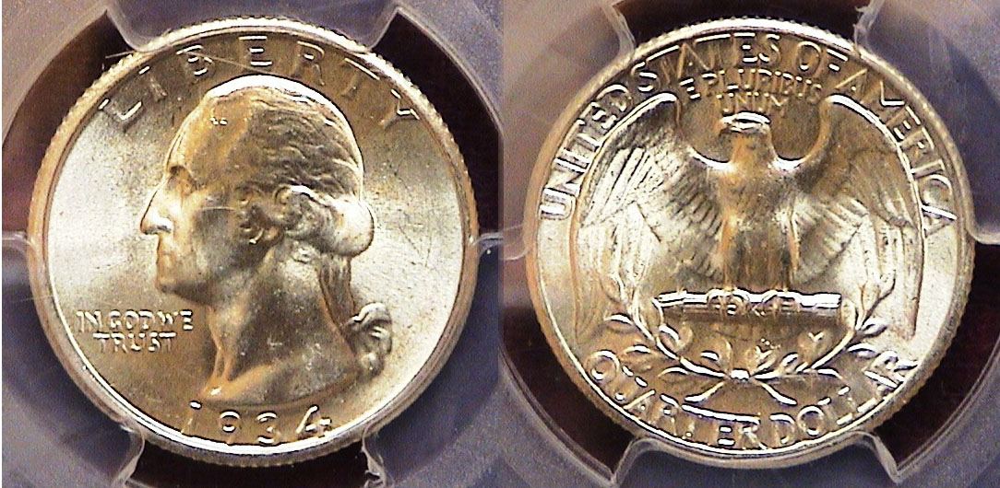 LIBERTY
IN GOD WE
TRUST
1934
UNITED STATES OF AMERICA
E PLURIBUS
UNUM
QUARTER DOLLAR